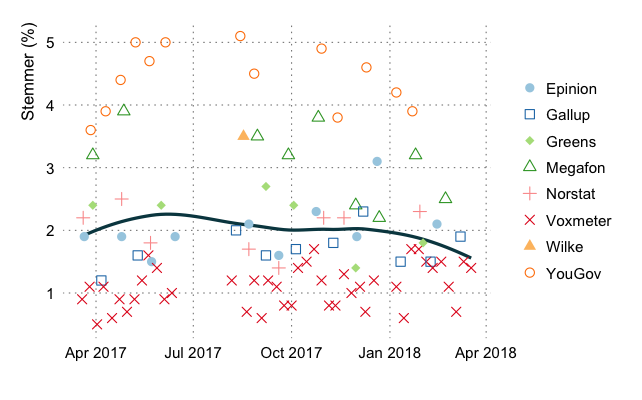 Stemmer (%)
5
4
3
2
1
Apr 2017 Jul 2017 Oct 2017 Jan 2018 Apr 2018
Epinion
Gallup
Greens
Megafon
Norstat
Voxmeter
Wilke
YouGov